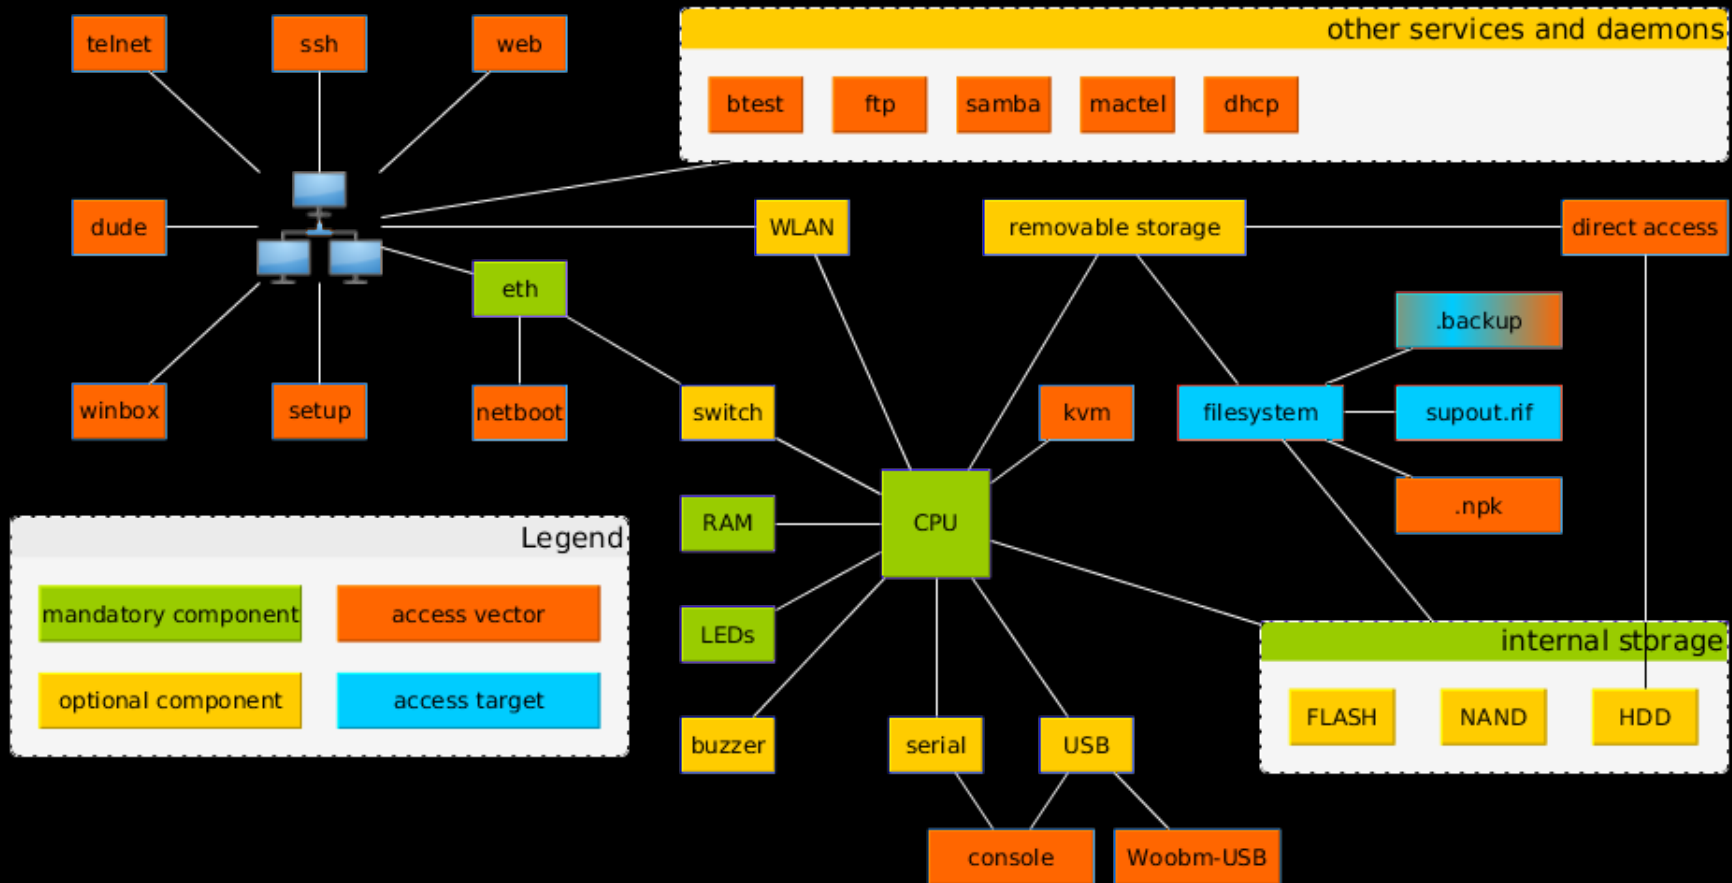 telnet
ssh
web
other services and daemons
btest
ftp
samba
mactel
dhcp
dude
WLAN
removable storage
direct access
eth
.backup
winbox
setup
netboot
switch
kvm
filesystem
supout.rif
.npk
RAM
CPU
Legend
mandatory component
access vector
optional component
access target
LEDs
internal storage
buzzer
serial
USB
FLASH
NAND
HDD
console
Woobm-USB